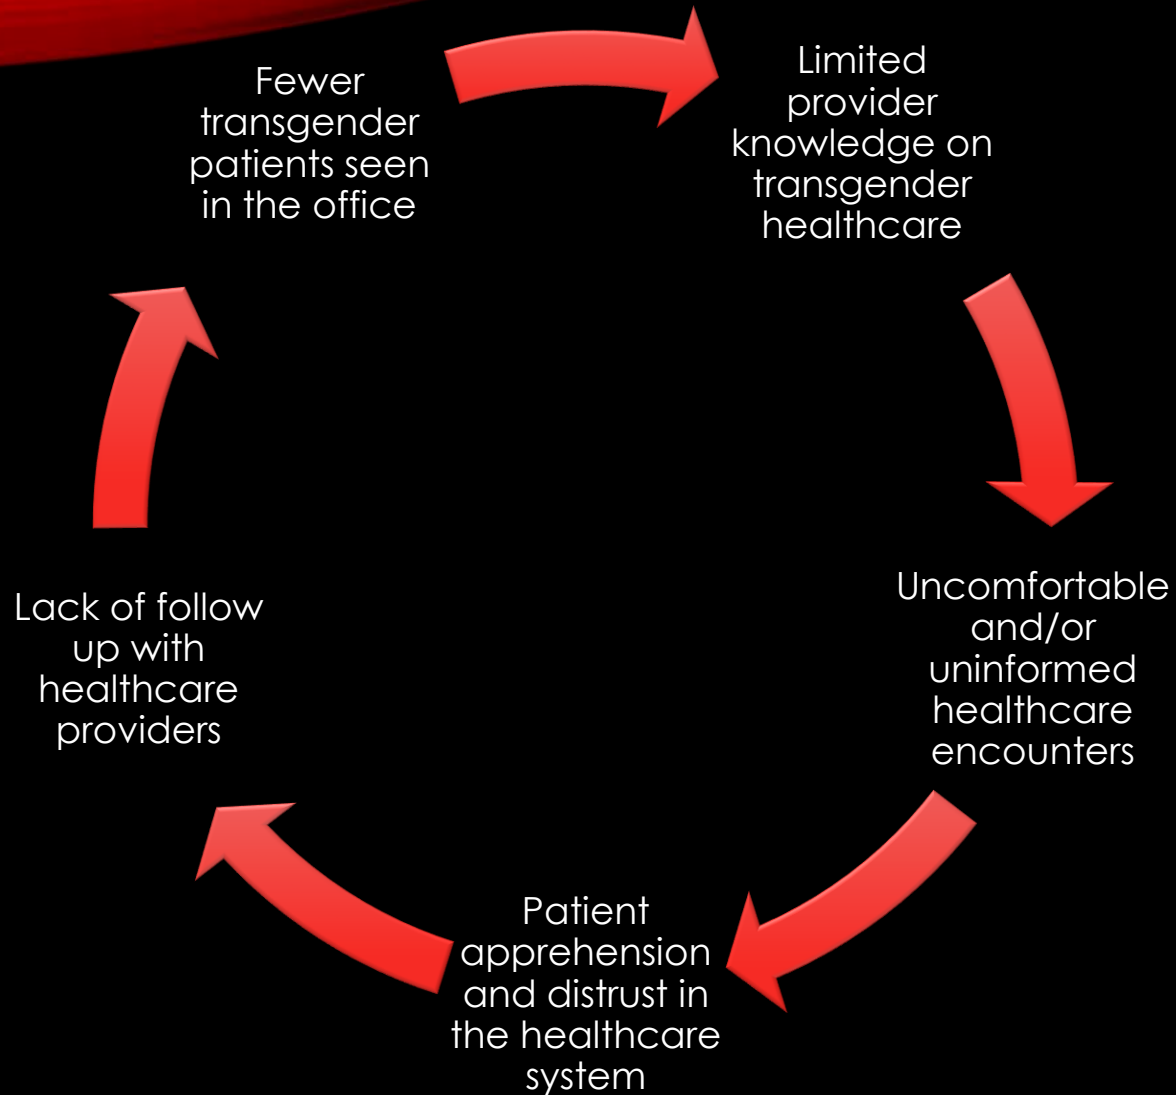 Fewer
transgender
patients seen
in the office
Limited
provider
knowledge on
transgender
healthcare
Uncomfortable
and/or
uninformed
healthcare
encounters
Patient
apprehension
and distrust in
the healthcare
system
Lack of follow
up with
healthcare
providers